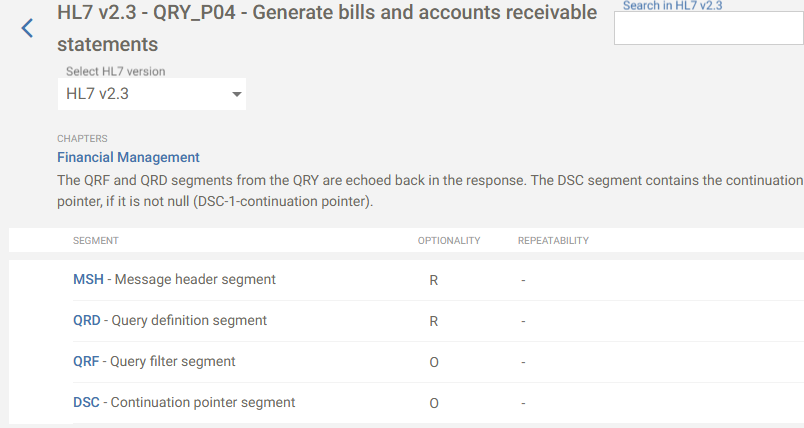 HL7 v2.3 - QRY_P04 - Generate bills and accounts receivable
statements
Search in HL7 v2.3
Select HL7 version
HL7 v2.3
CHAPTERS
Financial Management
The QRF and QRD segments from the QRY are echoed back in the response. The DSC segment contains the continuation
pointer, if it is not null (DSC-1-continuation pointer).
SEGMENT OPTIONALITY REPEATABILITY
MSH - Message header segment R -
QRD - Query definition segment R -
QRF - Query filter segment O -
DSC - Continuation pointer segment O -